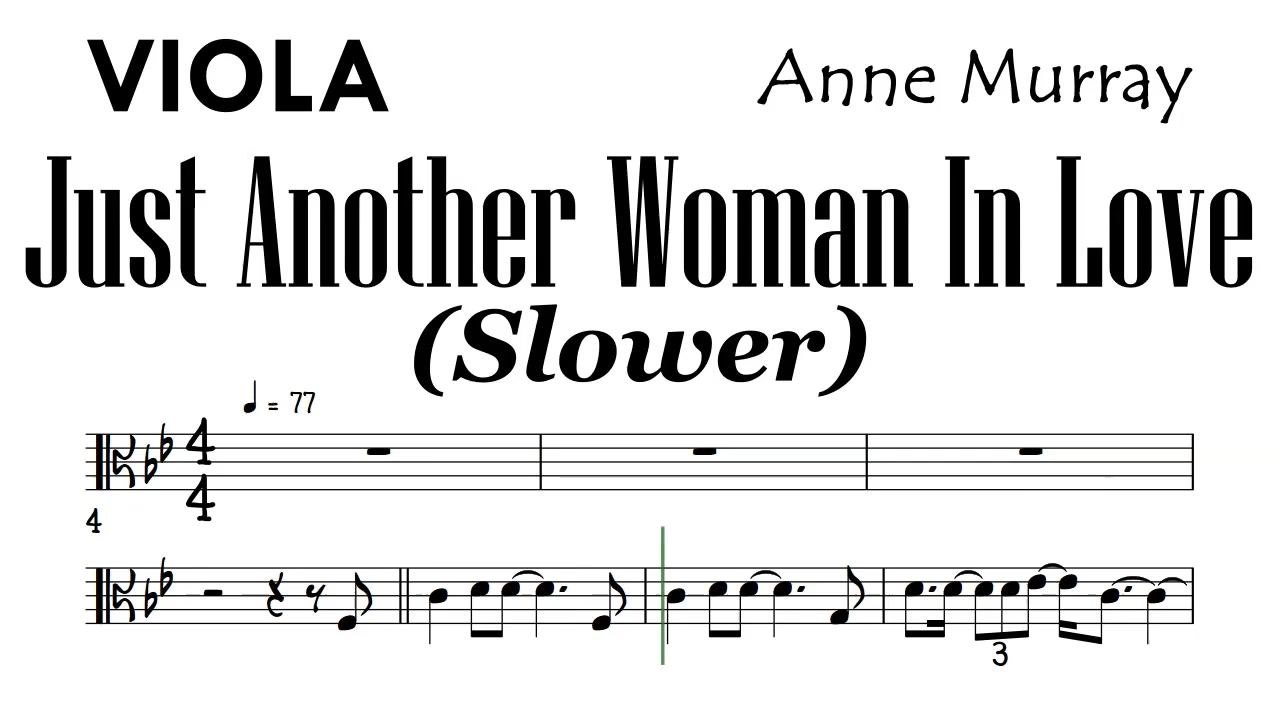 VIOLA Anne Murray
Just Another Woman In Love
(Slower)
= 77
4
4
4
3